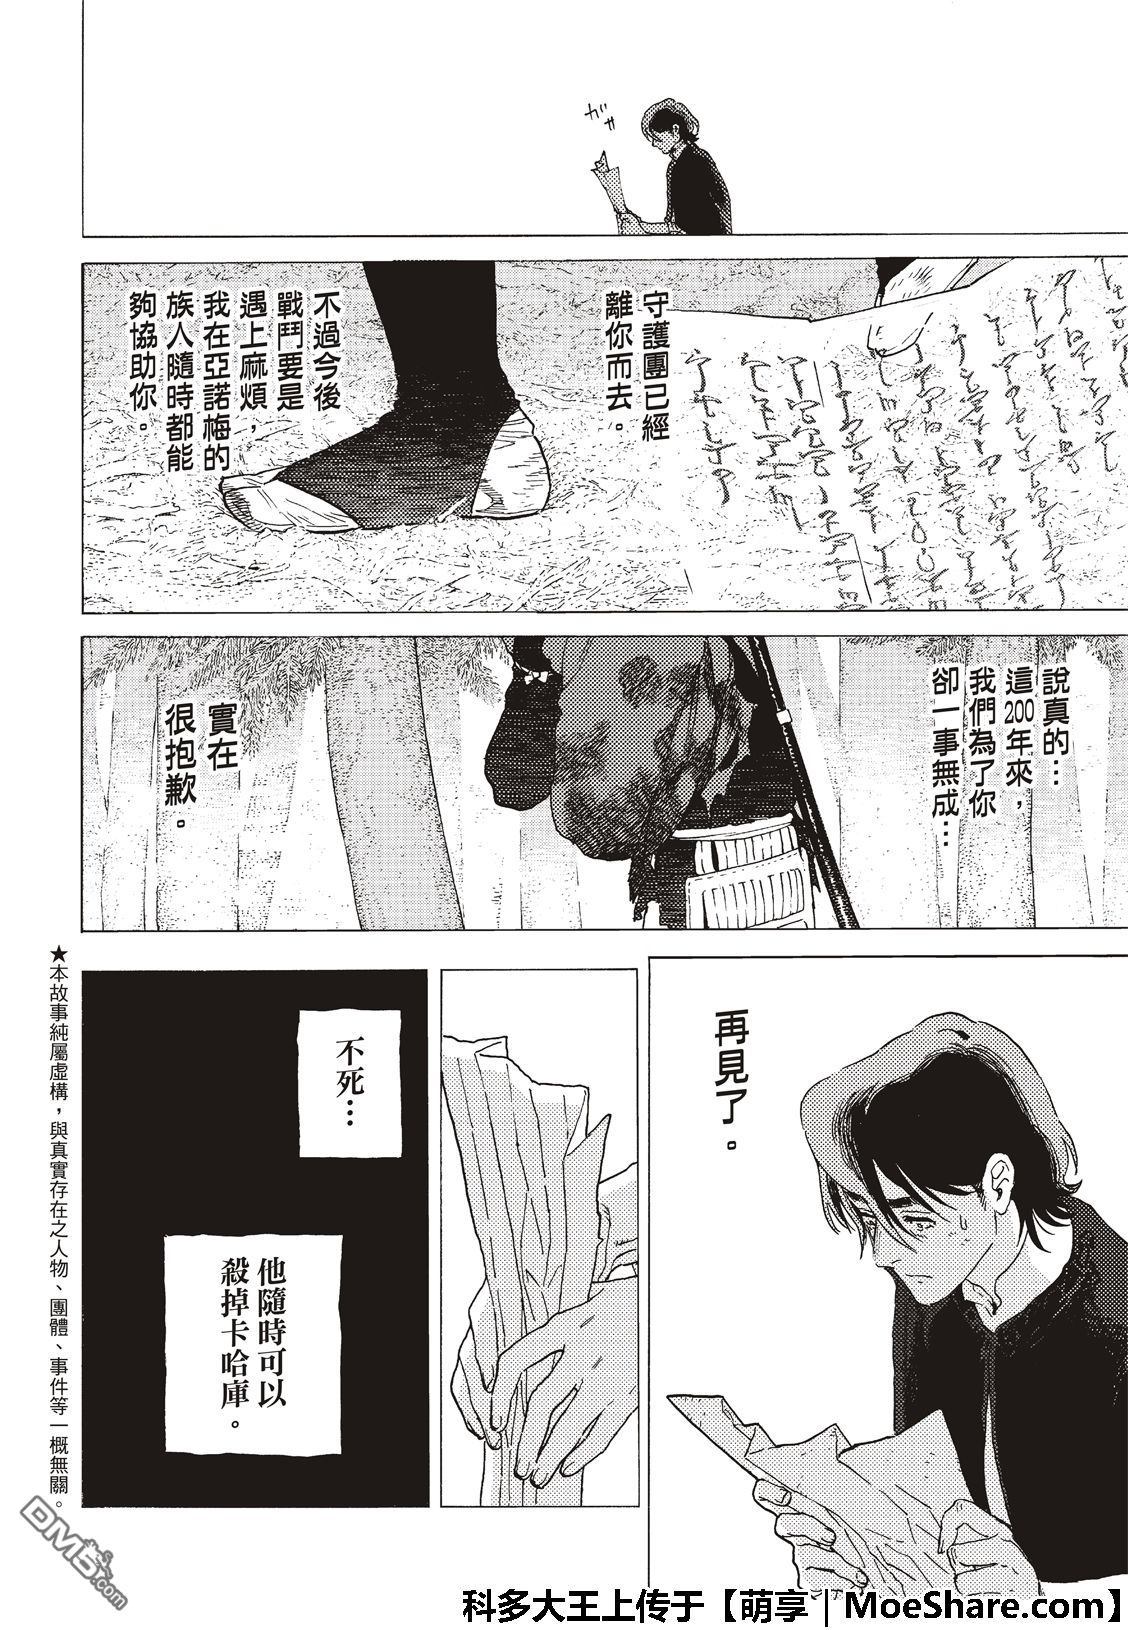 ガサ
守護團已經
離你而去。
不過今後
戰鬥要是
遇上麻煩，
我在亞諾梅的
族人隨時都能
夠協助你。
說真的…
這200年來，
我們為了你
卻一事無成…
實在
很抱歉。
再見了。
不死…
他隨時可以
殺掉卡哈庫。
★本故事純屬虛構，與真實存在之人物、團體、事件等一概無關。
科多大王上传于【萌享｜MoeShare.com】